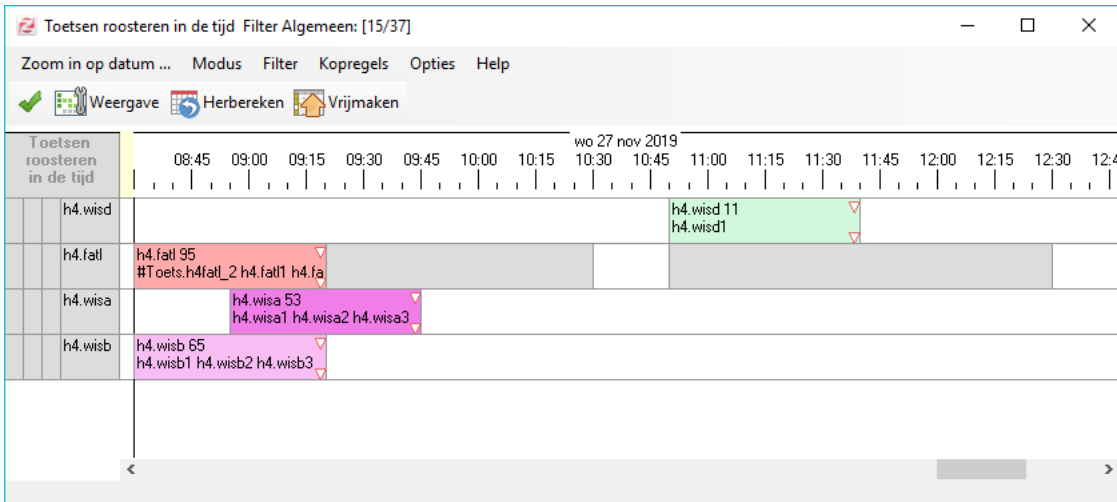 Toetsen roosteren in de tijd Filter Algemeen: [15/37]
Zoom in op datum ... Modus Filter Kopregels Opties Help
Weergave Herbereken Vrijmaken
Toetsen
roosteren
in de tijd
wo 27 nov 2019
08:45 09:00 09:15 09:30 09:45 10:00 10:15 10:30 10:45 11:00 11:15 11:30 11:45 12:00 12:15 12:30 12:4
h4.wisd
h4.wisd 11
h4.wisd1
h4.fatl
h4.fatl 95
#Toets.h4fatl_2 h4.fatl1 h4.fa
h4.wisa
h4.wisa 53
h4.wisa1 h4.wisa2 h4.wisa3
h4.wisb
h4.wisb 65
h4.wisb1 h4.wisb2 h4.wisb3